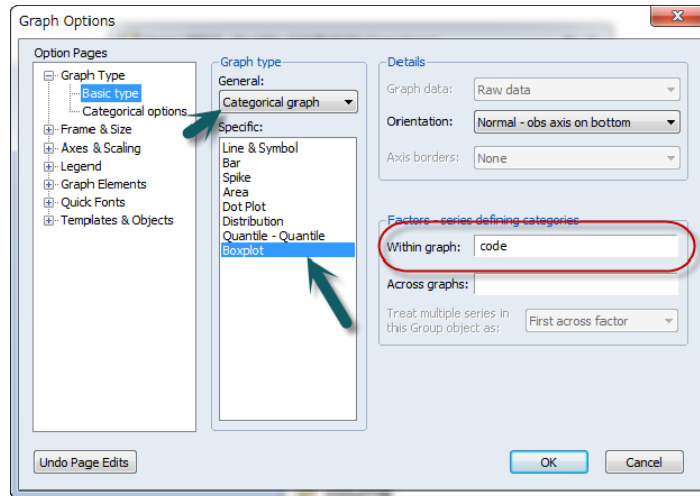 Graph Options
Option Pages
Graph Type
Basic type
Categorical options
Frame & Size
Axes & Scaling
Legend
Graph Elements
Quick Fonts
Templates & Objects
Graph type
General:
Categorical graph
Specific:
Line & Symbol
Bar
Spike
Area
Dot Plot
Distribution
Quantile - Quantile
Boxplot
Details
Graph data: Raw data
Orientation: Normal - obs axis on bottom
Axis borders: None
Factors - series defining categories
Within graph: code
Across graphs:
Treat multiple series in
this Group object as: First across factor
Undo Page Edits
OK
Cancel